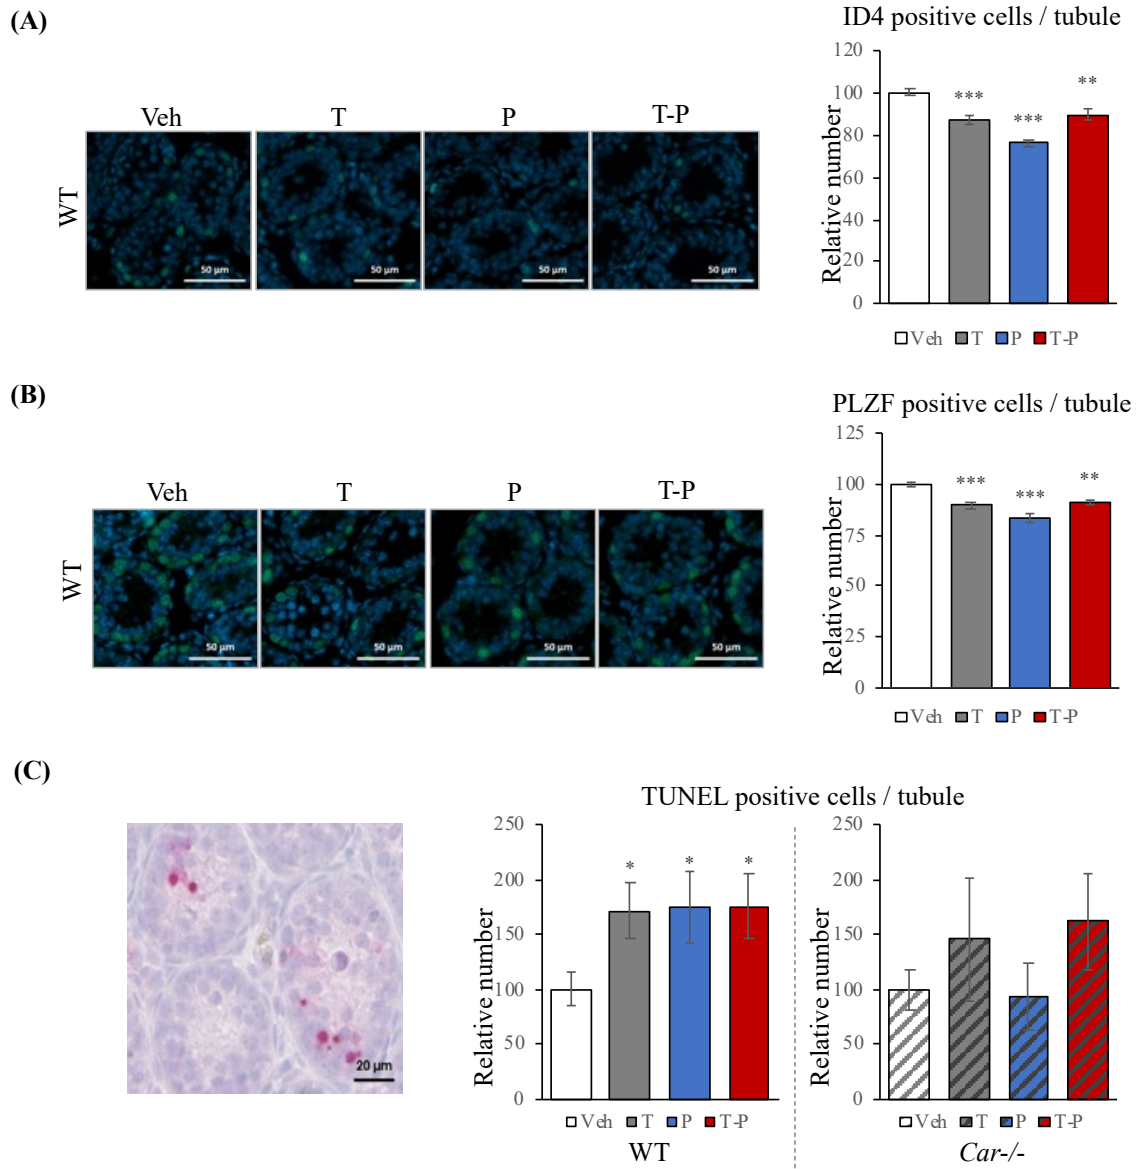 (A)
ID4 positive cells / tubule
Veh T P T-P
WT
50 µm 50 µm 50 µm 50 µm
Relative number
120
100
80
60
40
20
0
*** *** **
Veh T P T-P
(B)
PLZF positive cells / tubule
Veh T P T-P
WT
50 µm 50 µm 50 µm 50 µm
Relative number
125
100
75
50
25
0
*** *** **
Veh T P T-P
(C)
TUNEL positive cells / tubule
20 µm
Relative number
250
200
150
100
50
0
* * *
Veh T P T-P
WT
Relative number
250
200
150
100
50
0
Veh T P T-P
Car-/-